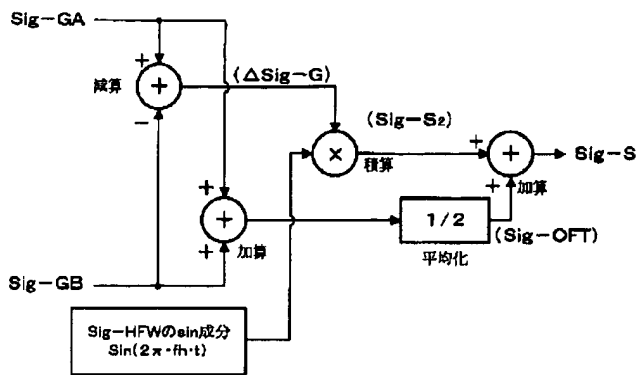 Sig-GA
+
減算
+
-
(△Sig-G)
(Sig-S2)
×
積算
+
+
Sig-S
+
加算
+
+
+
加算
1/2
(Sig-OFT)
平均化
Sig-GB
Sig-HFWのsin成分
Sin(2π・fh・t)